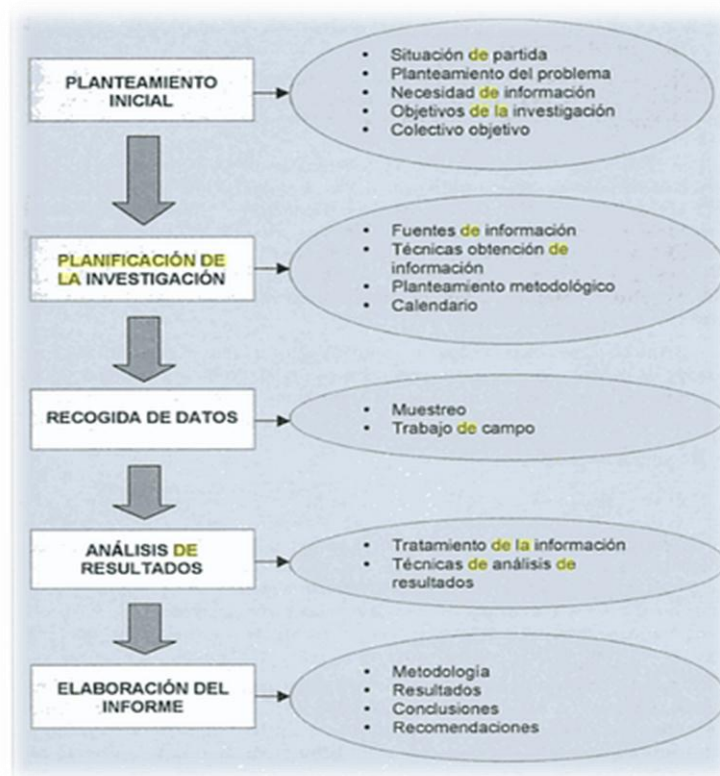 PLANTEAMIENTO
INICIAL
• Situación de partida
• Planteamiento del problema
• Necesidad de información
• Objetivos de la investigación
• Colectivo objetivo
PLANIFICACIÓN DE
LA INVESTIGACIÓN
• Fuentes de información
• Técnicas obtención de
información
• Planteamiento metodológico
• Calendario
RECOGIDA DE DATOS
• Muestreo
• Trabajo de campo
ANÁLISIS DE
RESULTADOS
• Tratamiento de la información
• Técnicas de análisis de
resultados
ELABORACIÓN DEL
INFORME
• Metodología
• Resultados
• Conclusiones
• Recomendaciones